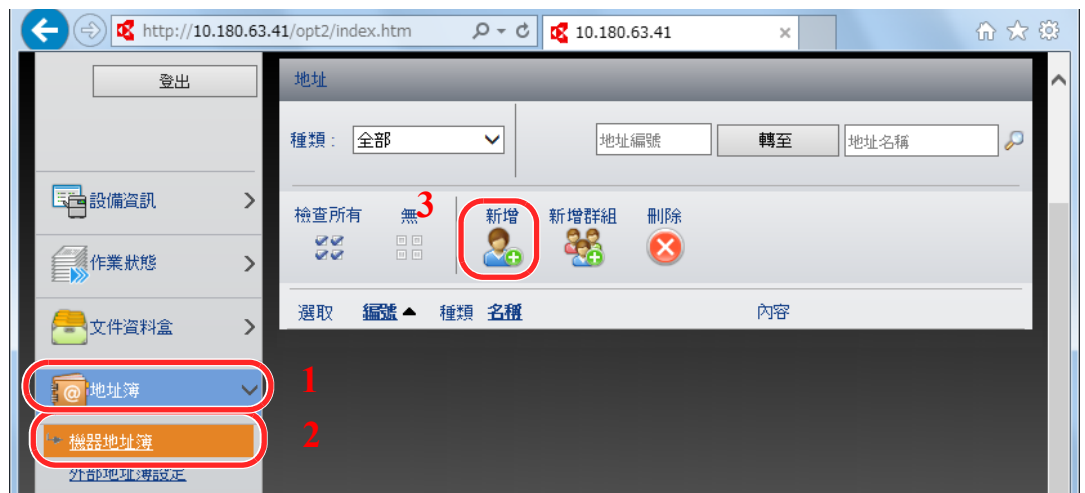 http://10.180.63.41/opt2/index.htm
10.180.63.41
登出
地址
種類：
全部
地址編號
轉至
地址名稱
設備資訊
檢查所有
無
3
新增
新增群組
刪除
作業狀態
選取
編號
種類
名稱
內容
文件資料盒
地址簿
1
機器地址簿
2
外部地址簿設定